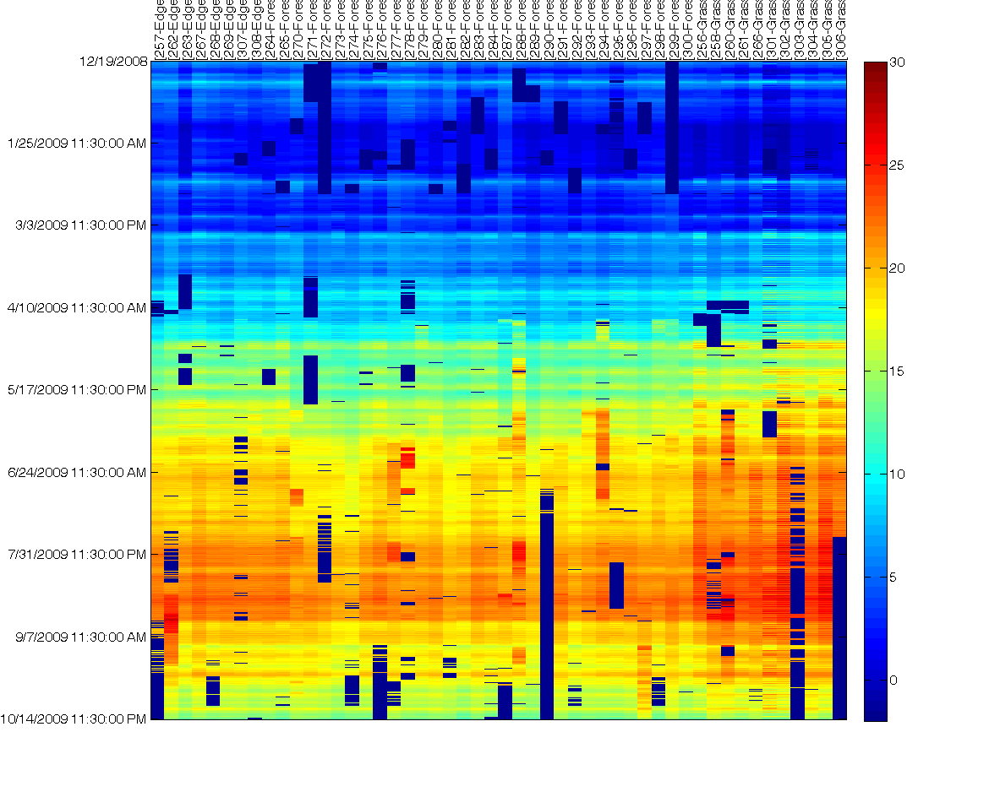 [257-Edge
[262-Edge
[263-Edge
[267-Edge
[268-Edge
[269-Edge
[307-Edge
[308-Edge
[264-Fores
[265-Fores
[270-Fores
[271-Fores
[272-Fores
[273-Fores
[274-Fores
[275-Fores
[276-Fores
[277-Fores
[278-Fores
[279-Fores
[280-Fores
[281-Fores
[282-Fores
[283-Fores
[284-Fores
[287-Fores
[288-Fores
[289-Fores
[290-Fores
[291-Fores
[292-Fores
[293-Fores
[294-Fores
[295-Fores
[296-Fores
[297-Fores
[298-Fores
[299-Fores
[300-Fores
[256-Grass
[258-Grass
[260-Grass
[261-Grass
[266-Grass
[301-Grass
[302-Grass
[303-Grass
[304-Grass
[305-Grass
[306-Grass
12/19/2008
1/25/2009 11:30:00 AM
3/3/2009 11:30:00 PM
4/10/2009 11:30:00 AM
5/17/2009 11:30:00 PM
6/24/2009 11:30:00 AM
7/31/2009 11:30:00 PM
9/7/2009 11:30:00 AM
10/14/2009 11:30:00 PM
30
25
20
15
10
5
0